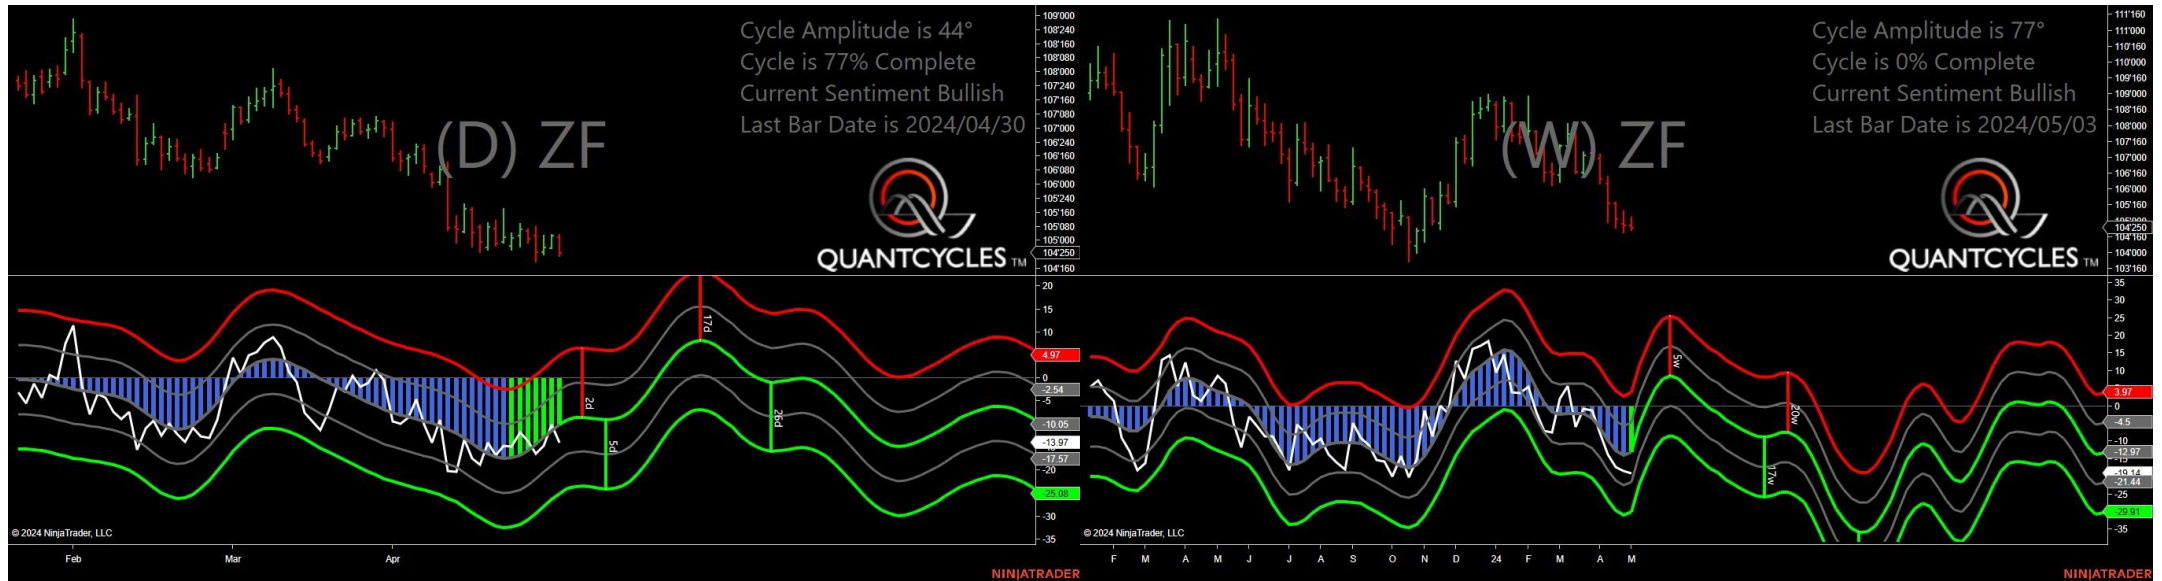 Cycle Amplitude is 44°
Cycle is 77% Complete
Current Sentiment Bullish
Last Bar Date is 2024/04/30
(D) ZF
QUANTCYCLES TM
109'000
108'240
108'160
108'080
108'000
107'240
107'160
107'080
107'000
106'240
106'160
106'080
106'000
105'240
105'160
105'080
105'000
104'250
104'160
20
15
10
4.97
0
-2.54
-5
-10.05
-13.97
-17.57
-20
-25.08
-30
-35
2d
5d
17d
26d
© 2024 NinjaTrader, LLC
Feb Mar Apr
NINJATRADER
Cycle Amplitude is 77°
Cycle is 0% Complete
Current Sentiment Bullish
Last Bar Date is 2024/05/03
(W) ZF
QUANTCYCLES TM
111'160
111'000
110'160
110'000
109'160
109'000
108'160
108'000
107'160
107'000
106'160
106'000
105'160
104'250
104'160
104'000
103'160
35
30
25
20
15
10
3.97
0
-4.5
-10
-12.97
-19.14
-21.44
-25
-29.91
-35
5w
20w
17w
© 2024 NinjaTrader, LLC
F M A M J J A S O N D 24 F M A M
NINJATRADER